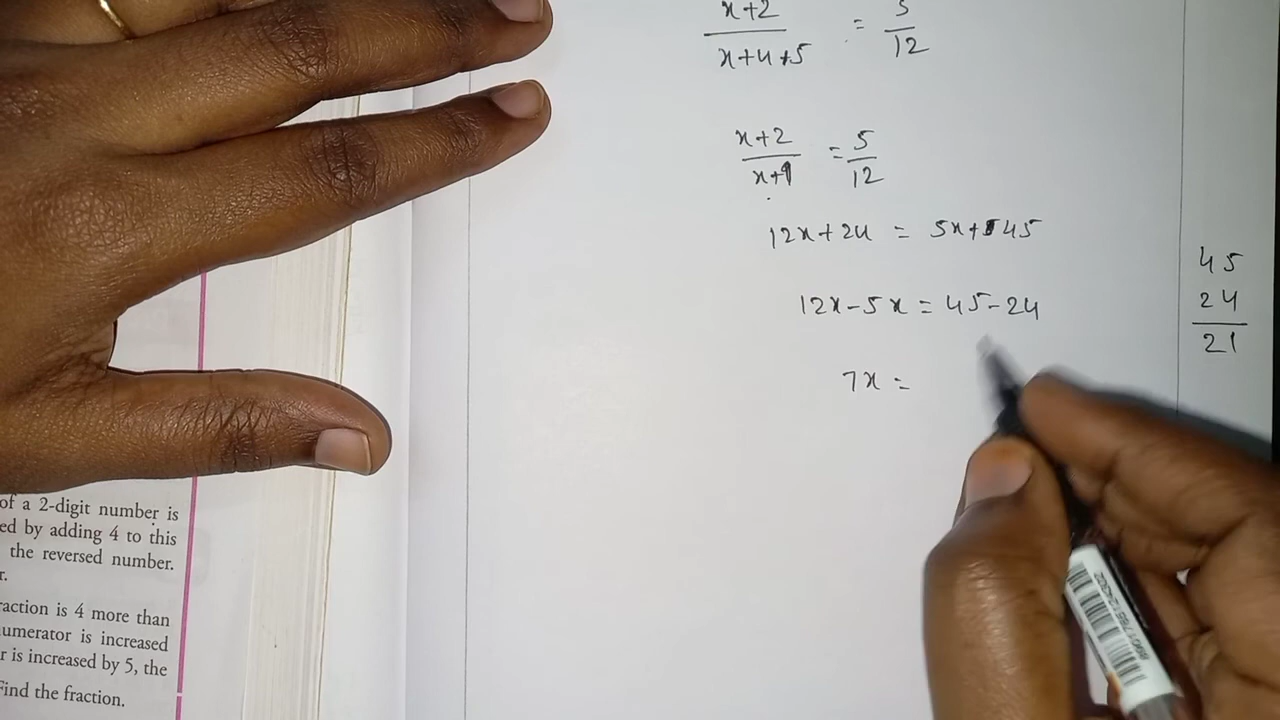 x+2 / x+4+5 = 5/12
x+2 / x+9 = 5/12
12x+24 = 5x+45
12x-5x = 45-24
7x =
45
24
21
of a 2-digit number is
ed by adding 4 to this
the reversed number.
r.
raction is 4 more than
umerator is increased
r is increased by 5, the
Find the fraction.